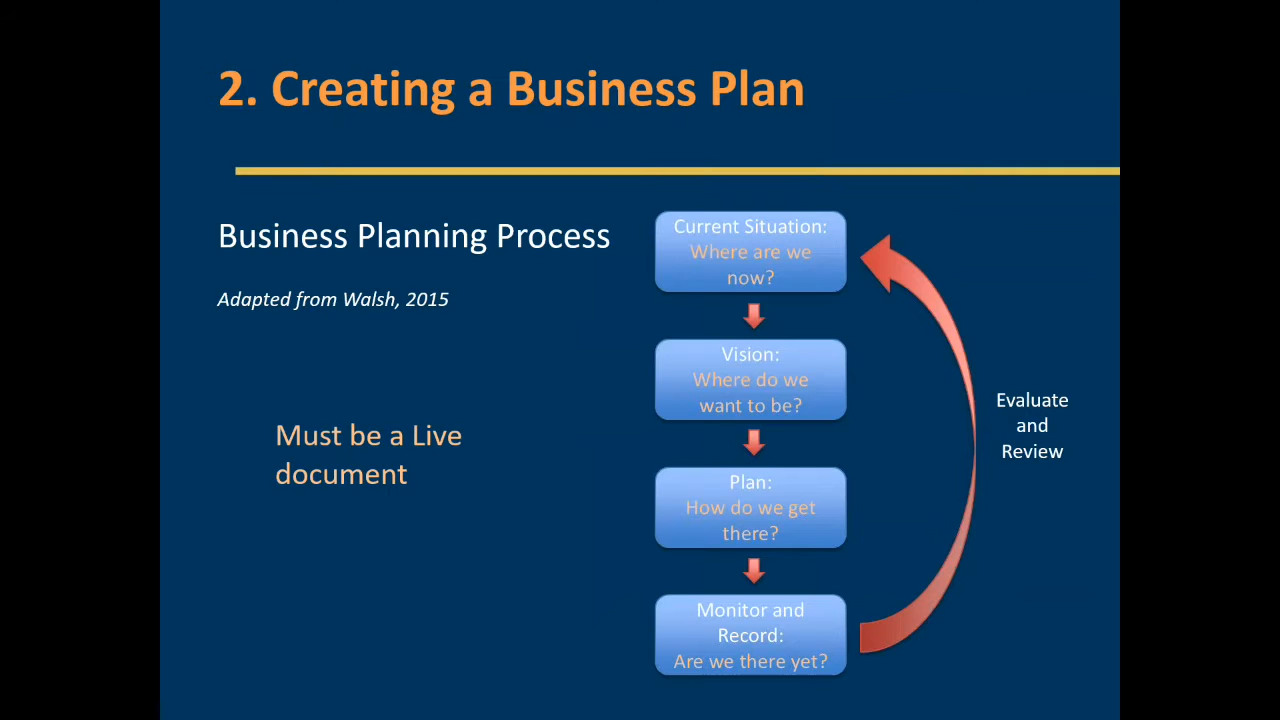 2. Creating a Business Plan
Business Planning Process
Adapted from Walsh, 2015
Must be a Live
document
Current Situation:
Where are we
now?
Vision:
Where do we
want to be?
Plan:
How do we get
there?
Monitor and
Record:
Are we there yet?
Evaluate
and
Review